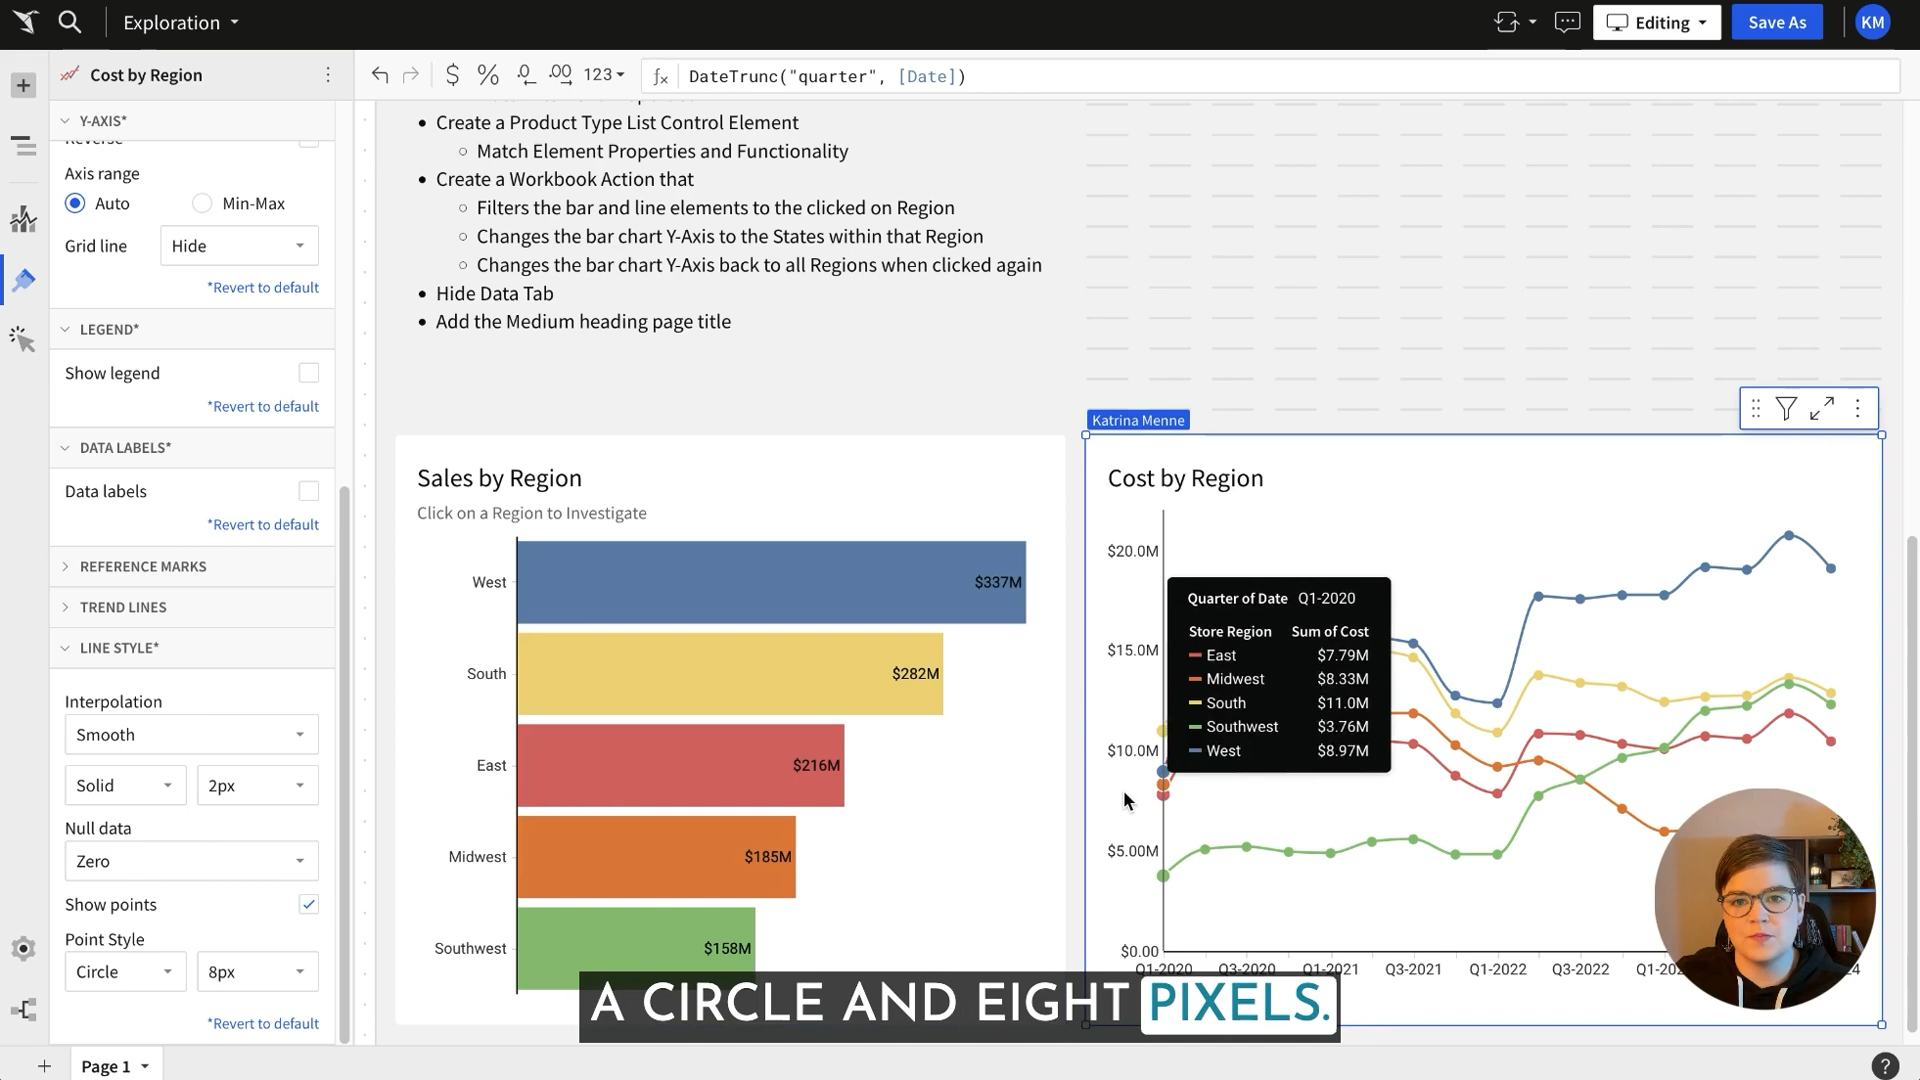 Exploration
Editing
Save As
KM
Cost by Region
123
fx
DateTrunc("quarter", [Date])
Y-AXIS*
Reverse
Axis range
Auto
Min-Max
Grid line
Hide
*Revert to default
LEGEND*
Show legend
*Revert to default
DATA LABELS*
Data labels
*Revert to default
REFERENCE MARKS
TREND LINES
LINE STYLE*
Interpolation
Smooth
Solid
2px
Null data
Zero
Show points
Point Style
Circle
8px
*Revert to default
• Create a Product Type List Control Element
◦ Match Element Properties and Functionality
• Create a Workbook Action that
◦ Filters the bar and line elements to the clicked on Region
◦ Changes the bar chart Y-Axis to the States within that Region
◦ Changes the bar chart Y-Axis back to all Regions when clicked again
• Hide Data Tab
• Add the Medium heading page title
Sales by Region
Click on a Region to Investigate
West
$337M
South
$282M
East
$216M
Midwest
$185M
Southwest
$158M
Katrina Menne
Cost by Region
$20.0M
$15.0M
$10.0M
$5.00M
$0.00
Quarter of Date Q1-2020
Store Region Sum of Cost
East $7.79M
Midwest $8.33M
South $11.0M
Southwest $3.76M
West $8.97M
Q1-2020 Q3-2020 Q1-2021 Q3-2021 Q1-2022 Q3-2022
A CIRCLE AND EIGHT PIXELS.
Page 1
?